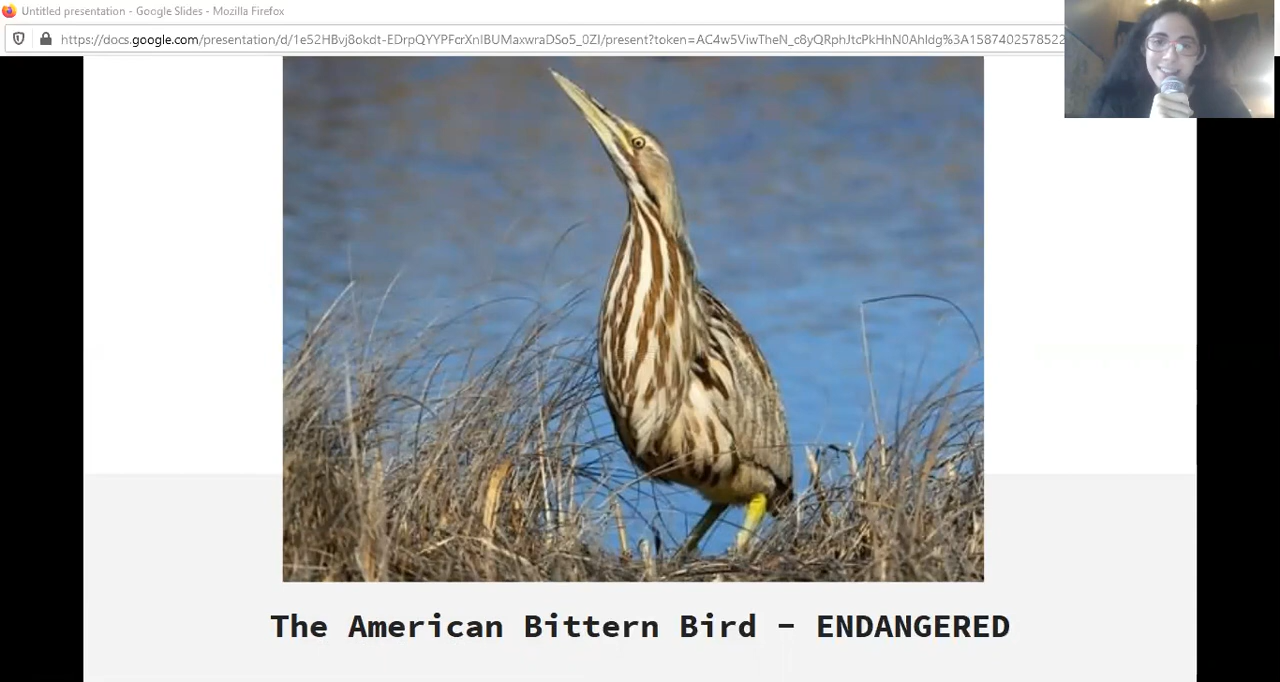 Untitled presentation - Google Slides - Mozilla Firefox
https://docs.google.com/presentation/d/1e52HBvj8okdt-EDrpQYYPFcrXnIBUMaxwraDSo5_0ZI/present?token=AC4w5ViwTheN_c8yQRphJtcPkHhN0Ahldg%3A1587402578522
The American Bittern Bird - ENDANGERED